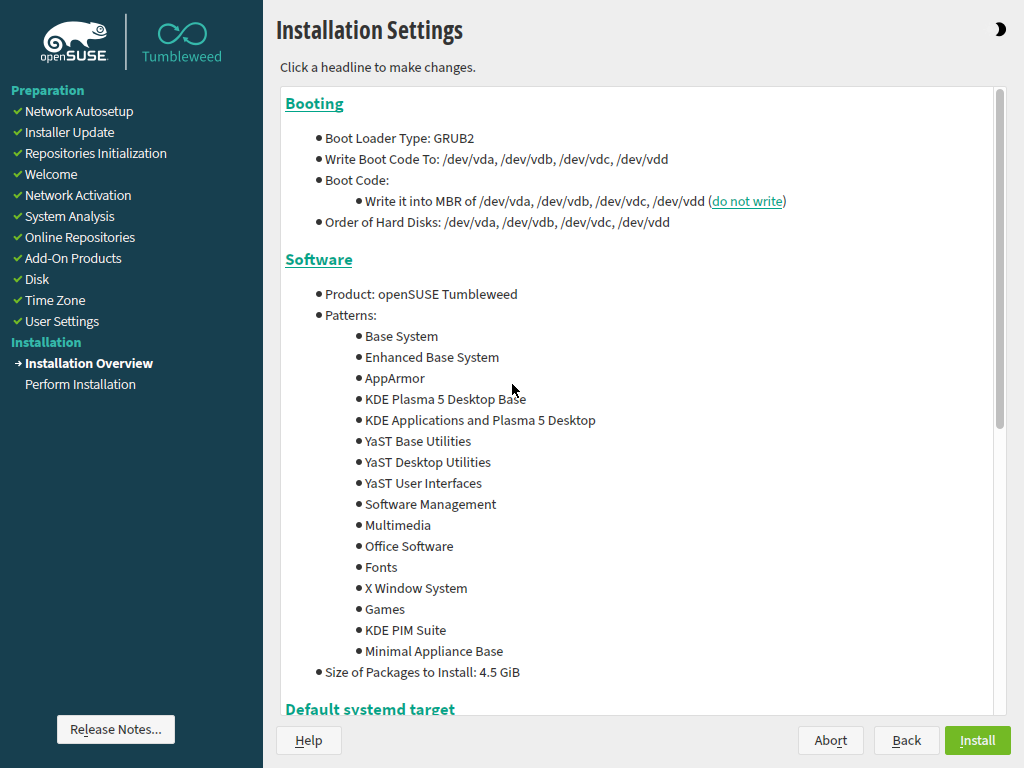 openSUSE
Tumbleweed
Preparation
Network Autosetup
Installer Update
Repositories Initialization
Welcome
Network Activation
System Analysis
Online Repositories
Add-On Products
Disk
Time Zone
User Settings
Installation
Installation Overview
Perform Installation
Release Notes...
Installation Settings
Click a headline to make changes.
Booting
Boot Loader Type: GRUB2
Write Boot Code To: /dev/vda, /dev/vdb, /dev/vdc, /dev/vdd
Boot Code:
Write it into MBR of /dev/vda, /dev/vdb, /dev/vdc, /dev/vdd (do not write)
Order of Hard Disks: /dev/vda, /dev/vdb, /dev/vdc, /dev/vdd
Software
Product: openSUSE Tumbleweed
Patterns:
Base System
Enhanced Base System
AppArmor
KDE Plasma 5 Desktop Base
KDE Applications and Plasma 5 Desktop
YaST Base Utilities
YaST Desktop Utilities
YaST User Interfaces
Software Management
Multimedia
Office Software
Fonts
X Window System
Games
KDE PIM Suite
Minimal Appliance Base
Size of Packages to Install: 4.5 GiB
Default systemd target
Help
Abort
Back
Install